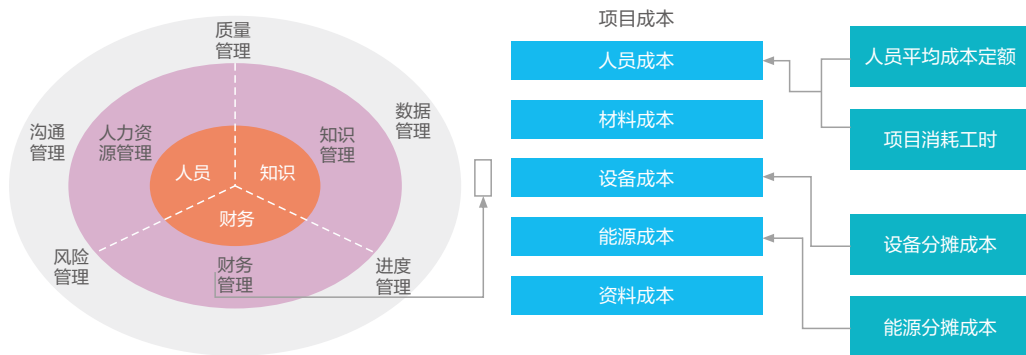 质量
管理
沟通
管理
人力资
源管理
知识
管理
数据
管理
人员
知识
财务
风险
管理
财务
管理
进度
管理
项目成本
人员成本
材料成本
设备成本
能源成本
资料成本
人员平均成本定额
项目消耗工时
设备分摊成本
能源分摊成本